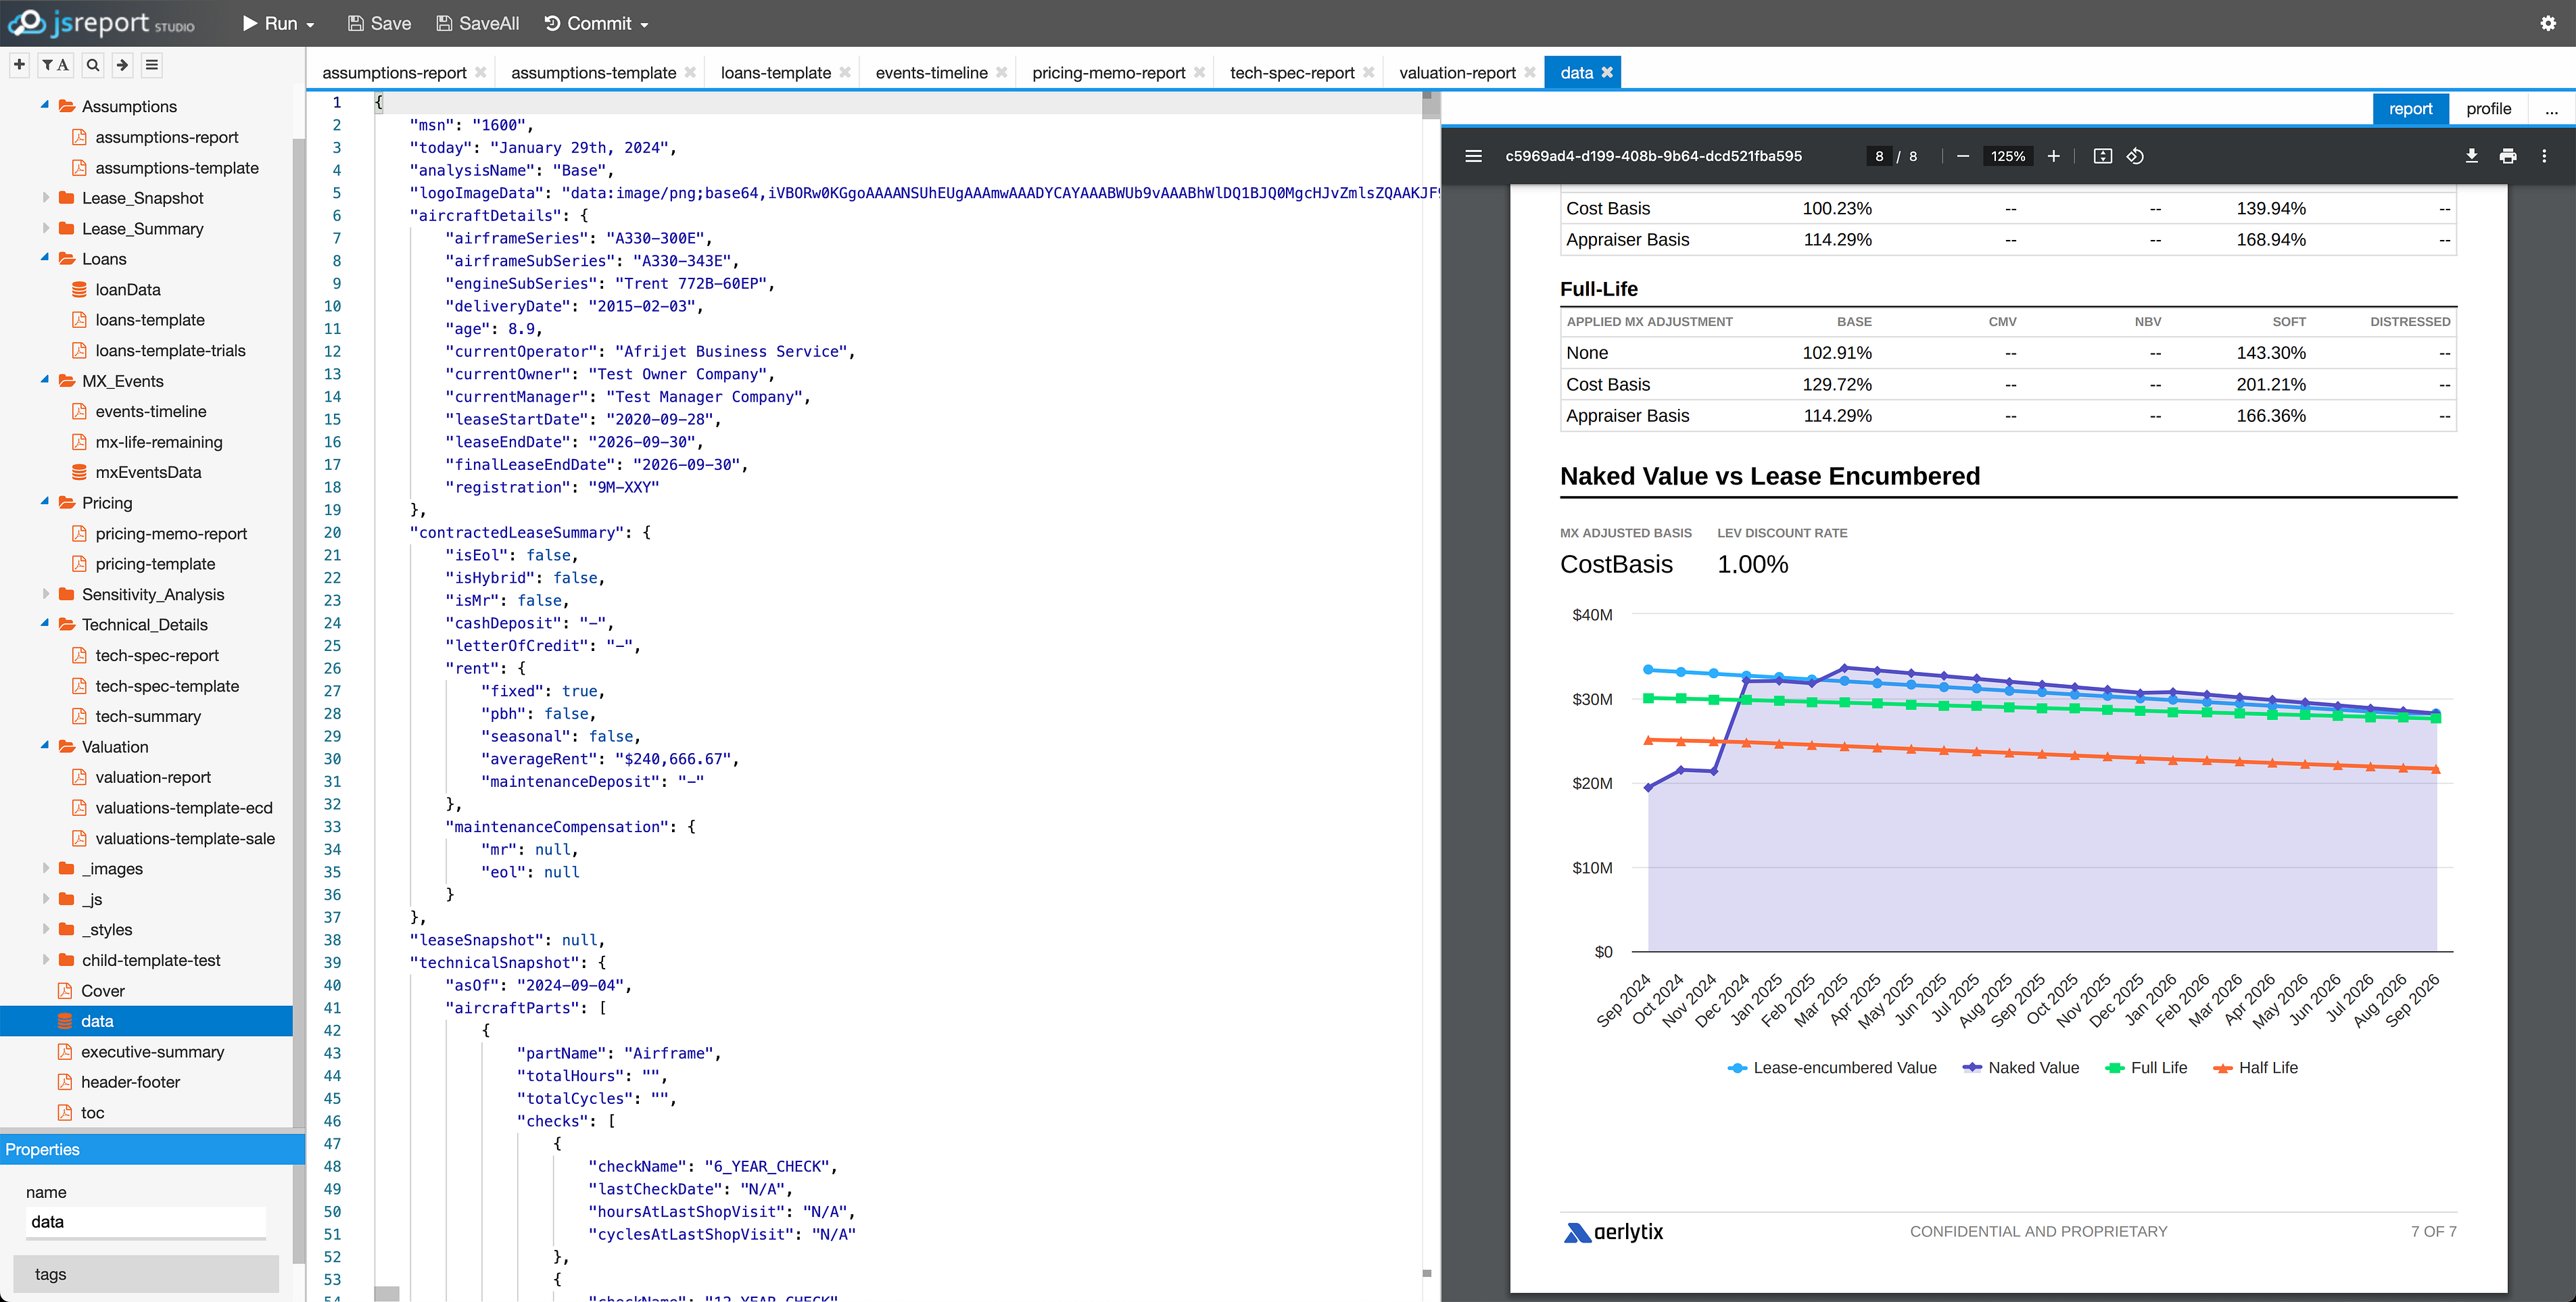 jsreport STUDIO
Run
Save
SaveAll
Commit
A
Assumptions
assumptions-report
assumptions-template
Lease_Snapshot
Lease_Summary
Loans
loanData
loans-template
loans-template-trials
MX_Events
events-timeline
mx-life-remaining
mxEventsData
Pricing
pricing-memo-report
pricing-template
Sensitivity_Analysis
Technical_Details
tech-spec-report
tech-spec-template
tech-summary
Valuation
valuation-report
valuations-template-ecd
valuations-template-sale
_images
_js
_styles
child-template-test
Cover
data
executive-summary
header-footer
toc
Properties
name
data
tags
assumptions-report assumptions-template loans-template events-timeline pricing-memo-report tech-spec-report valuation-report data
1 {
2 "msn": "1600",
3 "today": "January 29th, 2024",
4 "analysisName": "Base",
5 "logoImageData": "data:image/png;base64,iVBORw0KGgoAAAANSUhEUgAAAmwAAADYCAYAAABWUb9vAAABhWlDQ1BJQ0MgcHJvZmlsZQAAKJF
6 "aircraftDetails": {
7 "airframeSeries": "A330-300E",
8 "airframeSubSeries": "A330-343E",
9 "engineSubSeries": "Trent 772B-60EP",
10 "deliveryDate": "2015-02-03",
11 "age": 8.9,
12 "currentOperator": "Afrijet Business Service",
13 "currentOwner": "Test Owner Company",
14 "currentManager": "Test Manager Company",
15 "leaseStartDate": "2020-09-28",
16 "leaseEndDate": "2026-09-30",
17 "finalLeaseEndDate": "2026-09-30",
18 "registration": "9M-XXY"
19 },
20 "contractedLeaseSummary": {
21 "isEol": false,
22 "isHybrid": false,
23 "isMr": false,
24 "cashDeposit": "-",
25 "letterOfCredit": "-",
26 "rent": {
27 "fixed": true,
28 "pbh": false,
29 "seasonal": false,
30 "averageRent": "$240,666.67",
31 "maintenanceDeposit": "-"
32 },
33 "maintenanceCompensation": {
34 "mr": null,
35 "eol": null
36 }
37 },
38 "leaseSnapshot": null,
39 "technicalSnapshot": {
40 "asOf": "2024-09-04",
41 "aircraftParts": [
42 {
43 "partName": "Airframe",
44 "totalHours": "",
45 "totalCycles": "",
46 "checks": [
47 {
48 "checkName": "6_YEAR_CHECK",
49 "lastCheckDate": "N/A",
50 "hoursAtLastShopVisit": "N/A",
51 "cyclesAtLastShopVisit": "N/A"
52 },
53 {
54 "checkName": "12_YEAR_CHECK"
report profile ...
c5969ad4-d199-408b-9b64-dcd521fba595 8 / 8 125%
Cost Basis 100.23% -- -- 139.94% --
Appraiser Basis 114.29% -- -- 168.94% --
Full-Life
APPLIED MX ADJUSTMENT BASE CMV NBV SOFT DISTRESSED
None 102.91% -- -- 143.30% --
Cost Basis 129.72% -- -- 201.21% --
Appraiser Basis 114.29% -- -- 166.36% --
Naked Value vs Lease Encumbered
MX ADJUSTED BASIS LEV DISCOUNT RATE
CostBasis 1.00%
$40M
$30M
$20M
$10M
$0
Sep 2024 Oct 2024 Nov 2024 Dec 2024 Jan 2025 Feb 2025 Mar 2025 Apr 2025 May 2025 Jun 2025 Jul 2025 Aug 2025 Sep 2025 Oct 2025 Nov 2025 Dec 2025 Jan 2026 Feb 2026 Mar 2026 Apr 2026 May 2026 Jun 2026 Jul 2026 Aug 2026 Sep 2026
Lease-encumbered Value Naked Value Full Life Half Life
aerlytix CONFIDENTIAL AND PROPRIETARY 7 OF 7